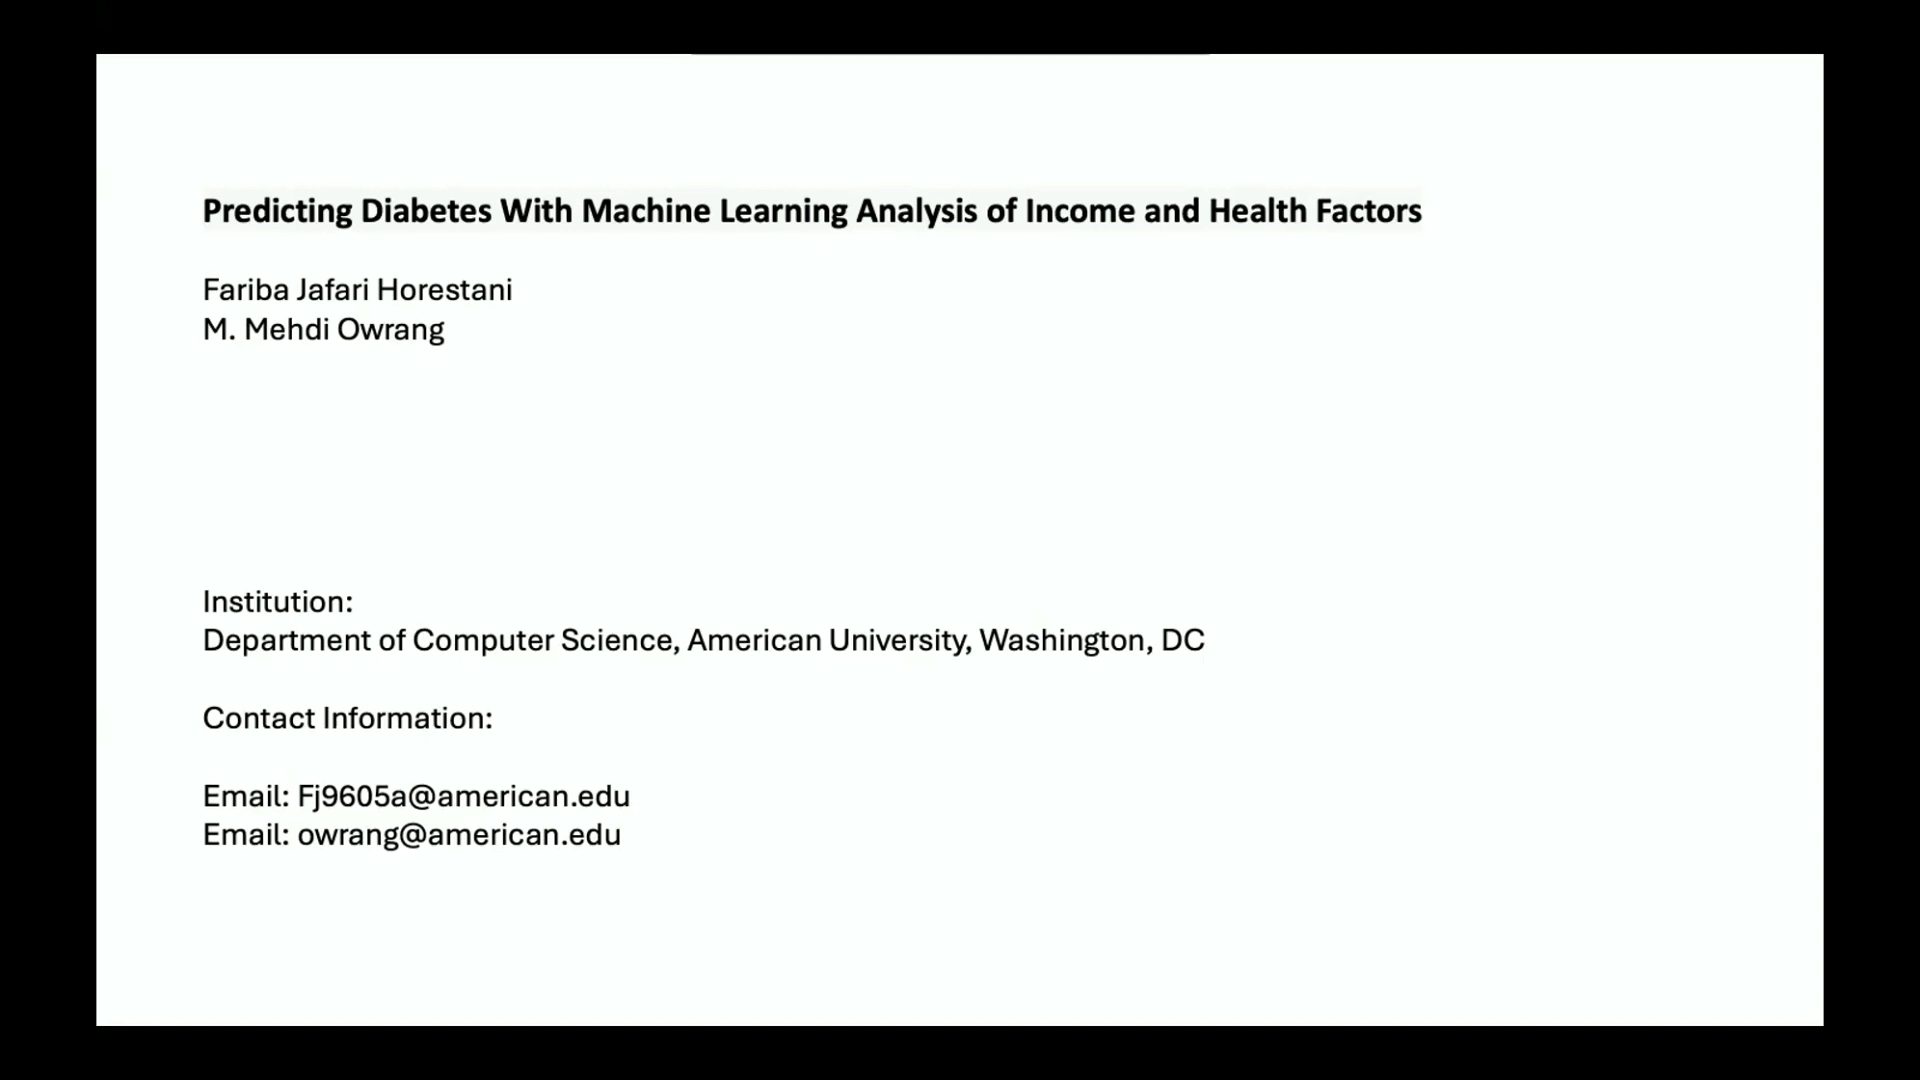 Predicting Diabetes With Machine Learning Analysis of Income and Health Factors
Fariba Jafari Horestani
M. Mehdi Owrang
Institution:
Department of Computer Science, American University, Washington, DC
Contact Information:
Email: Fj9605a@american.edu
Email: owrang@american.edu